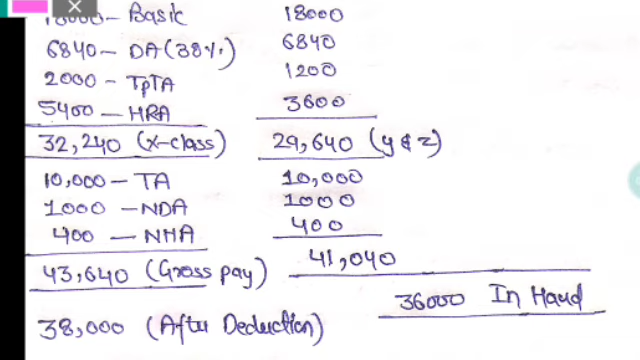 18000 - Basic 18000
6840 - DA (38%) 6840
2000 - TpTA 1200
5400 - HRA 3600
32,240 (x-class) 29,640 (y & z)
10,000 - TA 10,000
1000 - NDA 1000
400 - NHA 400
43,640 (Gross pay) 41,040
36000 In Hand
38,000 (After Deduction)